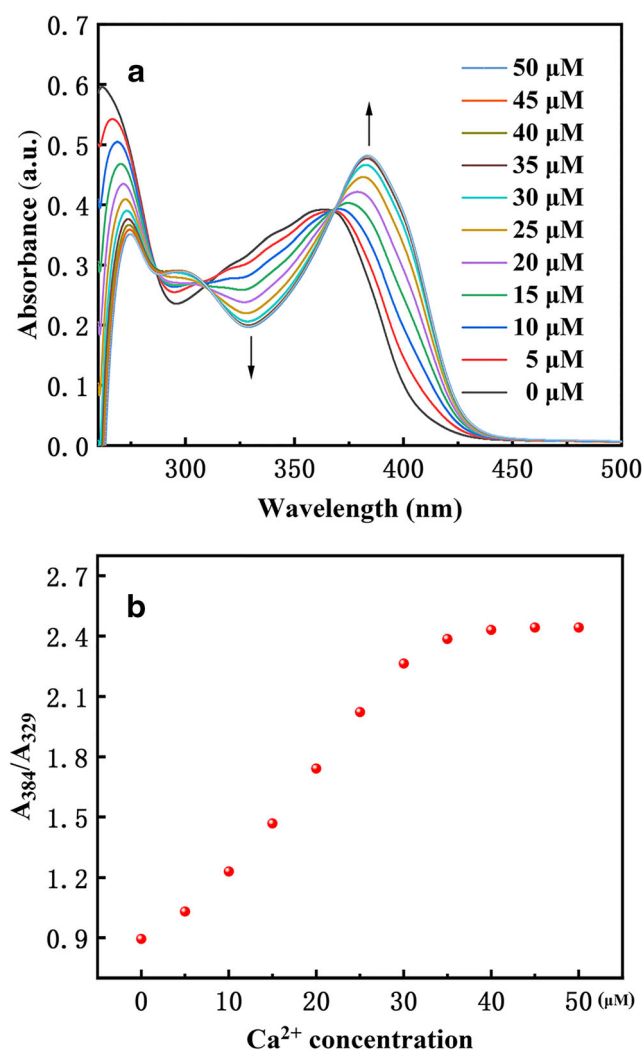 0.7
a
0.6
0.5
0.4
0.3
0.2
0.1
0.0
Absorbance (a.u.)
50 µM
45 µM
40 µM
35 µM
30 µM
25 µM
20 µM
15 µM
10 µM
5 µM
0 µM
300
350
400
450
500
Wavelength (nm)
2.7
b
2.4
2.1
1.8
1.5
1.2
0.9
A384/A329
0
10
20
30
40
50 (µM)
Ca2+ concentration